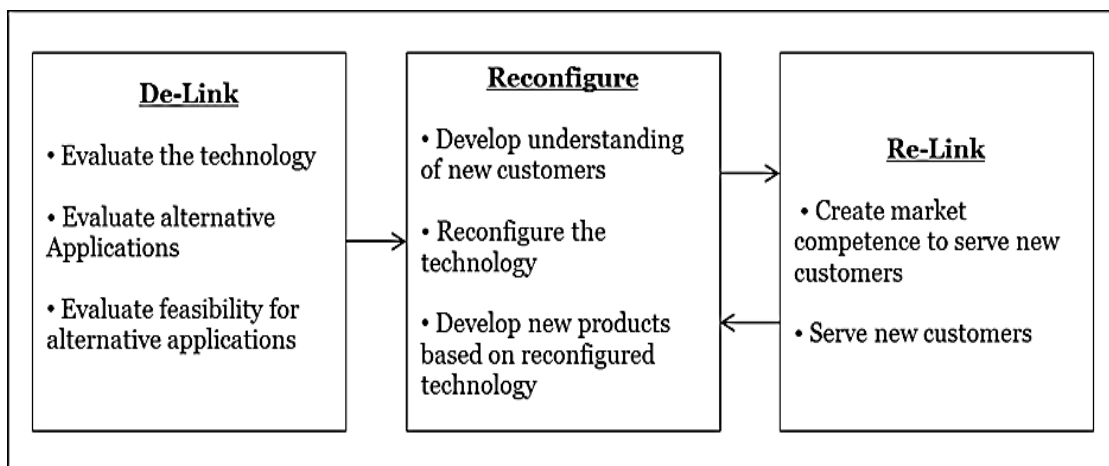 De-Link
• Evaluate the technology
• Evaluate alternative
Applications
• Evaluate feasibility for
alternative applications
Reconfigure
• Develop understanding
of new customers
• Reconfigure the
technology
• Develop new products
based on reconfigured
technology
Re-Link
• Create market
competence to serve new
customers
• Serve new customers